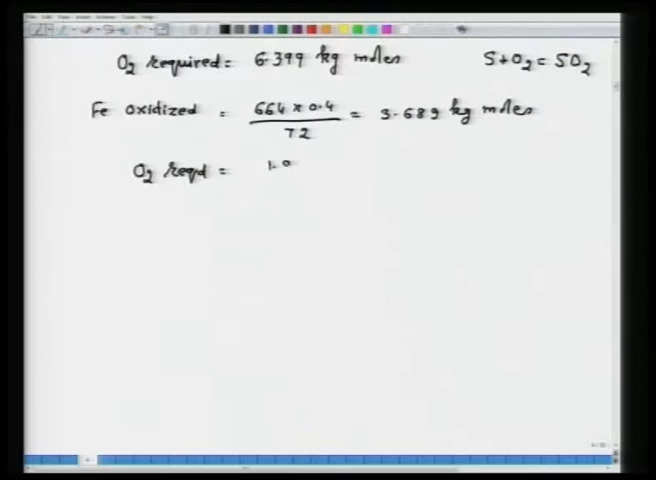 O2 required = 6.399 kg moles S+O2 = SO2
Fe oxidized = 664 x 0.4 / 72 = 3.689 kg moles
O2 reqd = 1.0